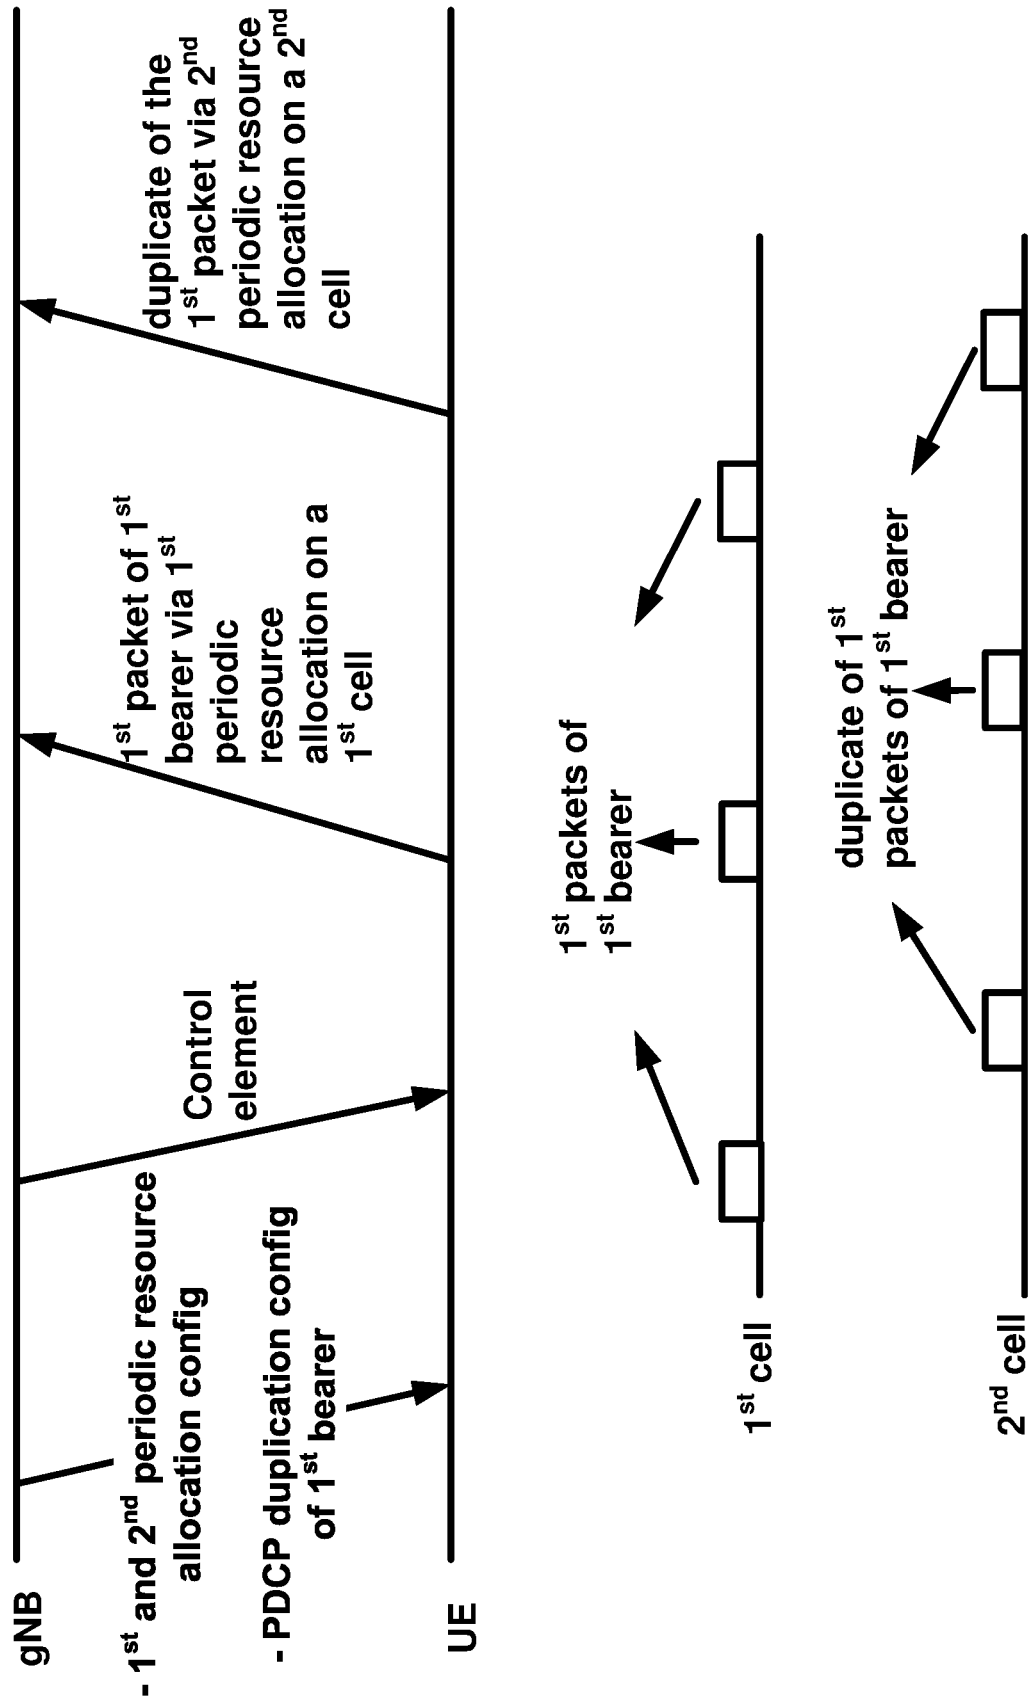 gNB
- 1st and 2nd periodic resource
allocation config
- PDCP duplication config
of 1st bearer
UE
Control
element
1st packet of 1st
bearer via 1st
periodic
resource
allocation on a
1st cell
duplicate of the
1st packet via 2nd
periodic resource
allocation on a 2nd
cell
1st packets of
1st bearer
1st cell
duplicate of 1st
packets of 1st bearer
2nd cell